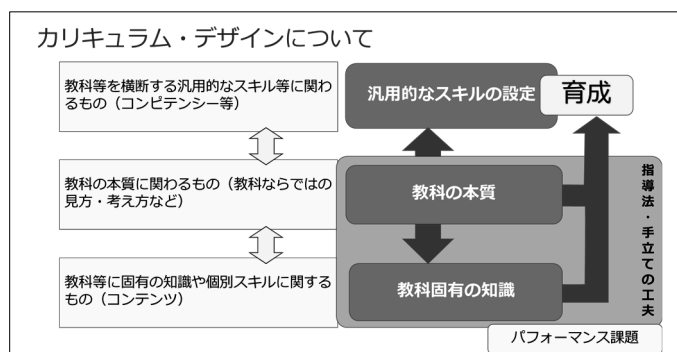 カリキュラム・デザインについて
教科等を横断する汎用的なスキル等に関わ
るもの（コンピテンシー等）
汎用的なスキルの設定
育成
教科の本質に関わるもの（教科ならではの
見方・考え方など）
教科の本質
教科等に固有の知識や個別スキルに関する
もの（コンテンツ）
教科固有の知識
指導法・手立ての工夫
パフォーマンス課題